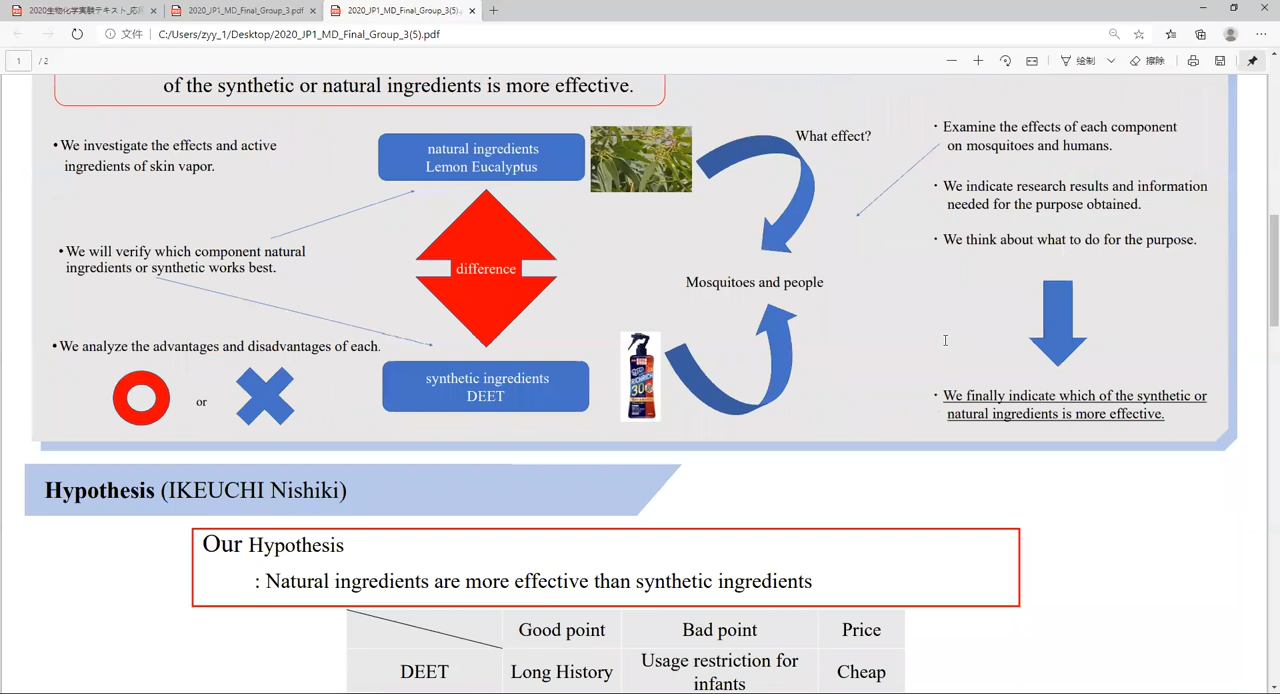 2020生物化学実験テキスト_応
2020_JP1_MD_Final_Group_3.pdf
2020_JP1_MD_Final_Group_3(5).pdf
文件
C:/Users/zyy_1/Desktop/2020_JP1_MD_Final_Group_3(5).pdf
1
/ 2
绘制
擦除
of the synthetic or natural ingredients is more effective.
• We investigate the effects and active
ingredients of skin vapor.
natural ingredients
Lemon Eucalyptus
What effect?
・ Examine the effects of each component
on mosquitoes and humans.
・ We indicate research results and information
needed for the purpose obtained.
・ We think about what to do for the purpose.
• We will verify which component natural
ingredients or synthetic works best.
difference
Mosquitoes and people
• We analyze the advantages and disadvantages of each.
or
synthetic ingredients
DEET
30
・ We finally indicate which of the synthetic or
natural ingredients is more effective.
Hypothesis (IKEUCHI Nishiki)
Our Hypothesis
: Natural ingredients are more effective than synthetic ingredients
Good point
Bad point
Price
DEET
Long History
Usage restriction for
infants
Cheap